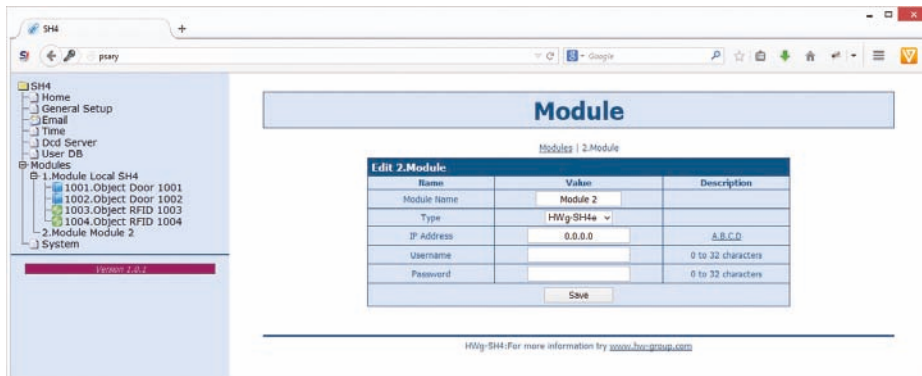 SH4
psary
Google
SH4
Home
General Setup
Email
Time
Dcd Server
User DB
Modules
1.Module Local SH4
1001.Object Door 1001
1002.Object Door 1002
1003.Object RFID 1003
1004.Object RFID 1004
2.Module Module 2
System
Version 1.0.1
Module
Modules | 2.Module
Edit 2.Module
Name Value Description
Module Name Module 2
Type HWg-SH4e
IP Address 0.0.0.0 A.B.C.D
Username 0 to 32 characters
Password 0 to 32 characters
Save
HWg-SH4:For more information try www.hw-group.com